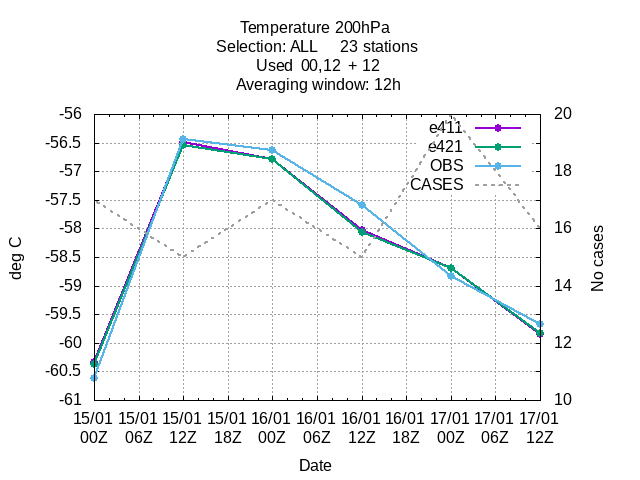 Temperature 200hPa
Selection: ALL 23 stations
Used 00,12 + 12
Averaging window: 12h
-56
-56.5
-57
-57.5
-58
-58.5
-59
-59.5
-60
-60.5
-61
deg C
e411
e421
OBS
CASES
20
18
16
14
12
10
No cases
15/01 15/01 15/01 15/01 16/01 16/01 16/01 16/01 17/01 17/01 17/01
00Z 06Z 12Z 18Z 00Z 06Z 12Z 18Z 00Z 06Z 12Z
Date